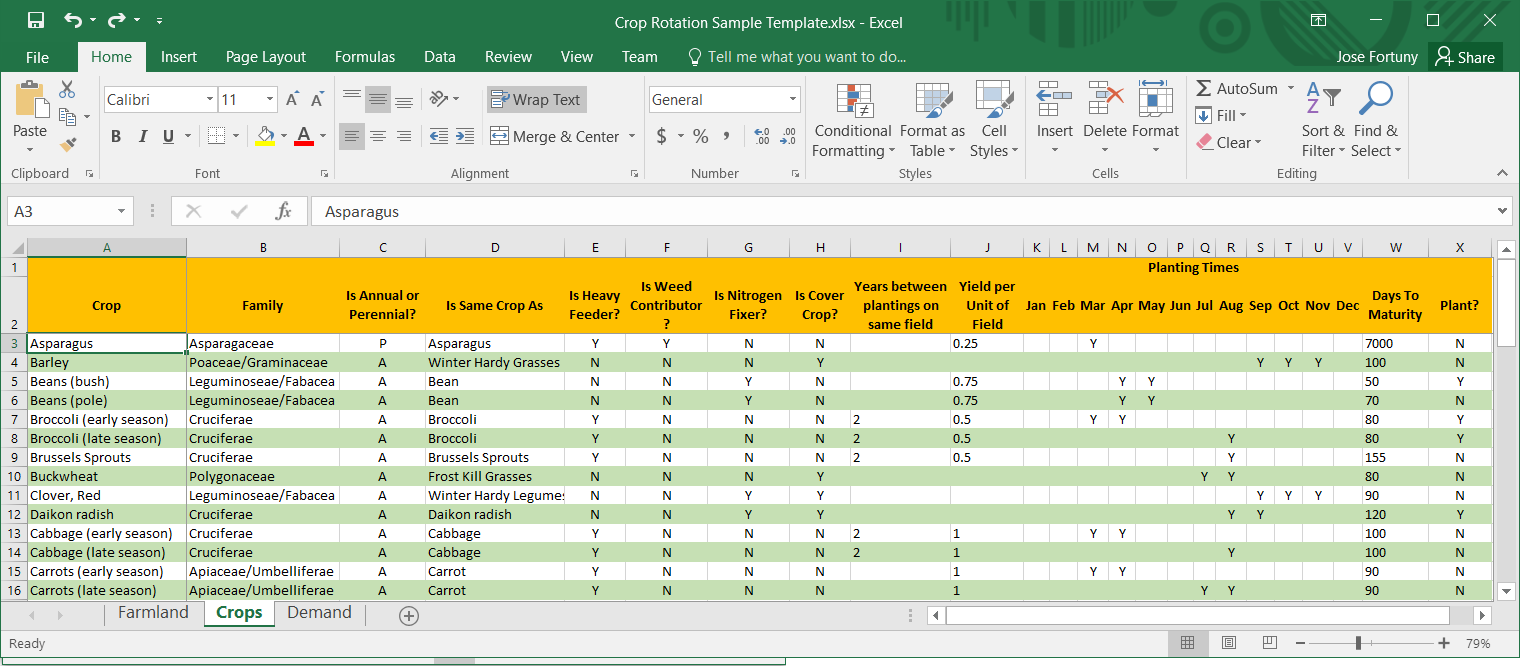 Crop Rotation Sample Template.xlsx - Excel
File Home Insert Page Layout Formulas Data Review View Team Tell me what you want to do... Jose Fortuny Share
Calibri 11 A A Wrap Text General Σ AutoSum
Paste B I U A Merge & Center $ % , Conditional Formatting Format as Table Cell Styles Insert Delete Format Fill Clear Sort & Filter Find & Select
Clipboard Font Alignment Number Styles Cells Editing
A3 fx Asparagus
A B C D E F G H I J K L M N O P Q R S T U V W X
1 Planting Times
2 Crop Family Is Annual or Perennial? Is Same Crop As Is Heavy Feeder? Is Weed Contributor ? Is Nitrogen Fixer? Is Cover Crop? Years between plantings on same field Yield per Unit of Field Jan Feb Mar Apr May Jun Jul Aug Sep Oct Nov Dec Days To Maturity Plant?
3 Asparagus Asparagaceae P Asparagus Y Y N N 0.25 Y 7000 N
4 Barley Poaceae/Graminaceae A Winter Hardy Grasses N N N Y Y Y Y 100 N
5 Beans (bush) Leguminoseae/Fabacea A Bean N N Y N 0.75 Y Y 50 Y
6 Beans (pole) Leguminoseae/Fabacea A Bean N N Y N 0.75 Y Y 70 N
7 Broccoli (early season) Cruciferae A Broccoli Y N N N 2 0.5 Y Y 80 Y
8 Broccoli (late season) Cruciferae A Broccoli Y N N N 2 0.5 Y 80 Y
9 Brussels Sprouts Cruciferae A Brussels Sprouts Y N N N 2 0.5 Y 155 N
10 Buckwheat Polygonaceae A Frost Kill Grasses N N N Y Y Y 80 N
11 Clover, Red Leguminoseae/Fabacea A Winter Hardy Legumes N N Y Y Y Y Y 90 N
12 Daikon radish Cruciferae A Daikon radish N N Y Y Y Y 120 Y
13 Cabbage (early season) Cruciferae A Cabbage Y N N N 2 1 Y Y 100 N
14 Cabbage (late season) Cruciferae A Cabbage Y N N N 2 1 Y 100 N
15 Carrots (early season) Apiaceae/Umbelliferae A Carrot Y N N N 1 Y Y 90 N
16 Carrots (late season) Apiaceae/Umbelliferae A Carrot Y N N N 1 Y Y 90 N
Farmland Crops Demand
Ready 79%